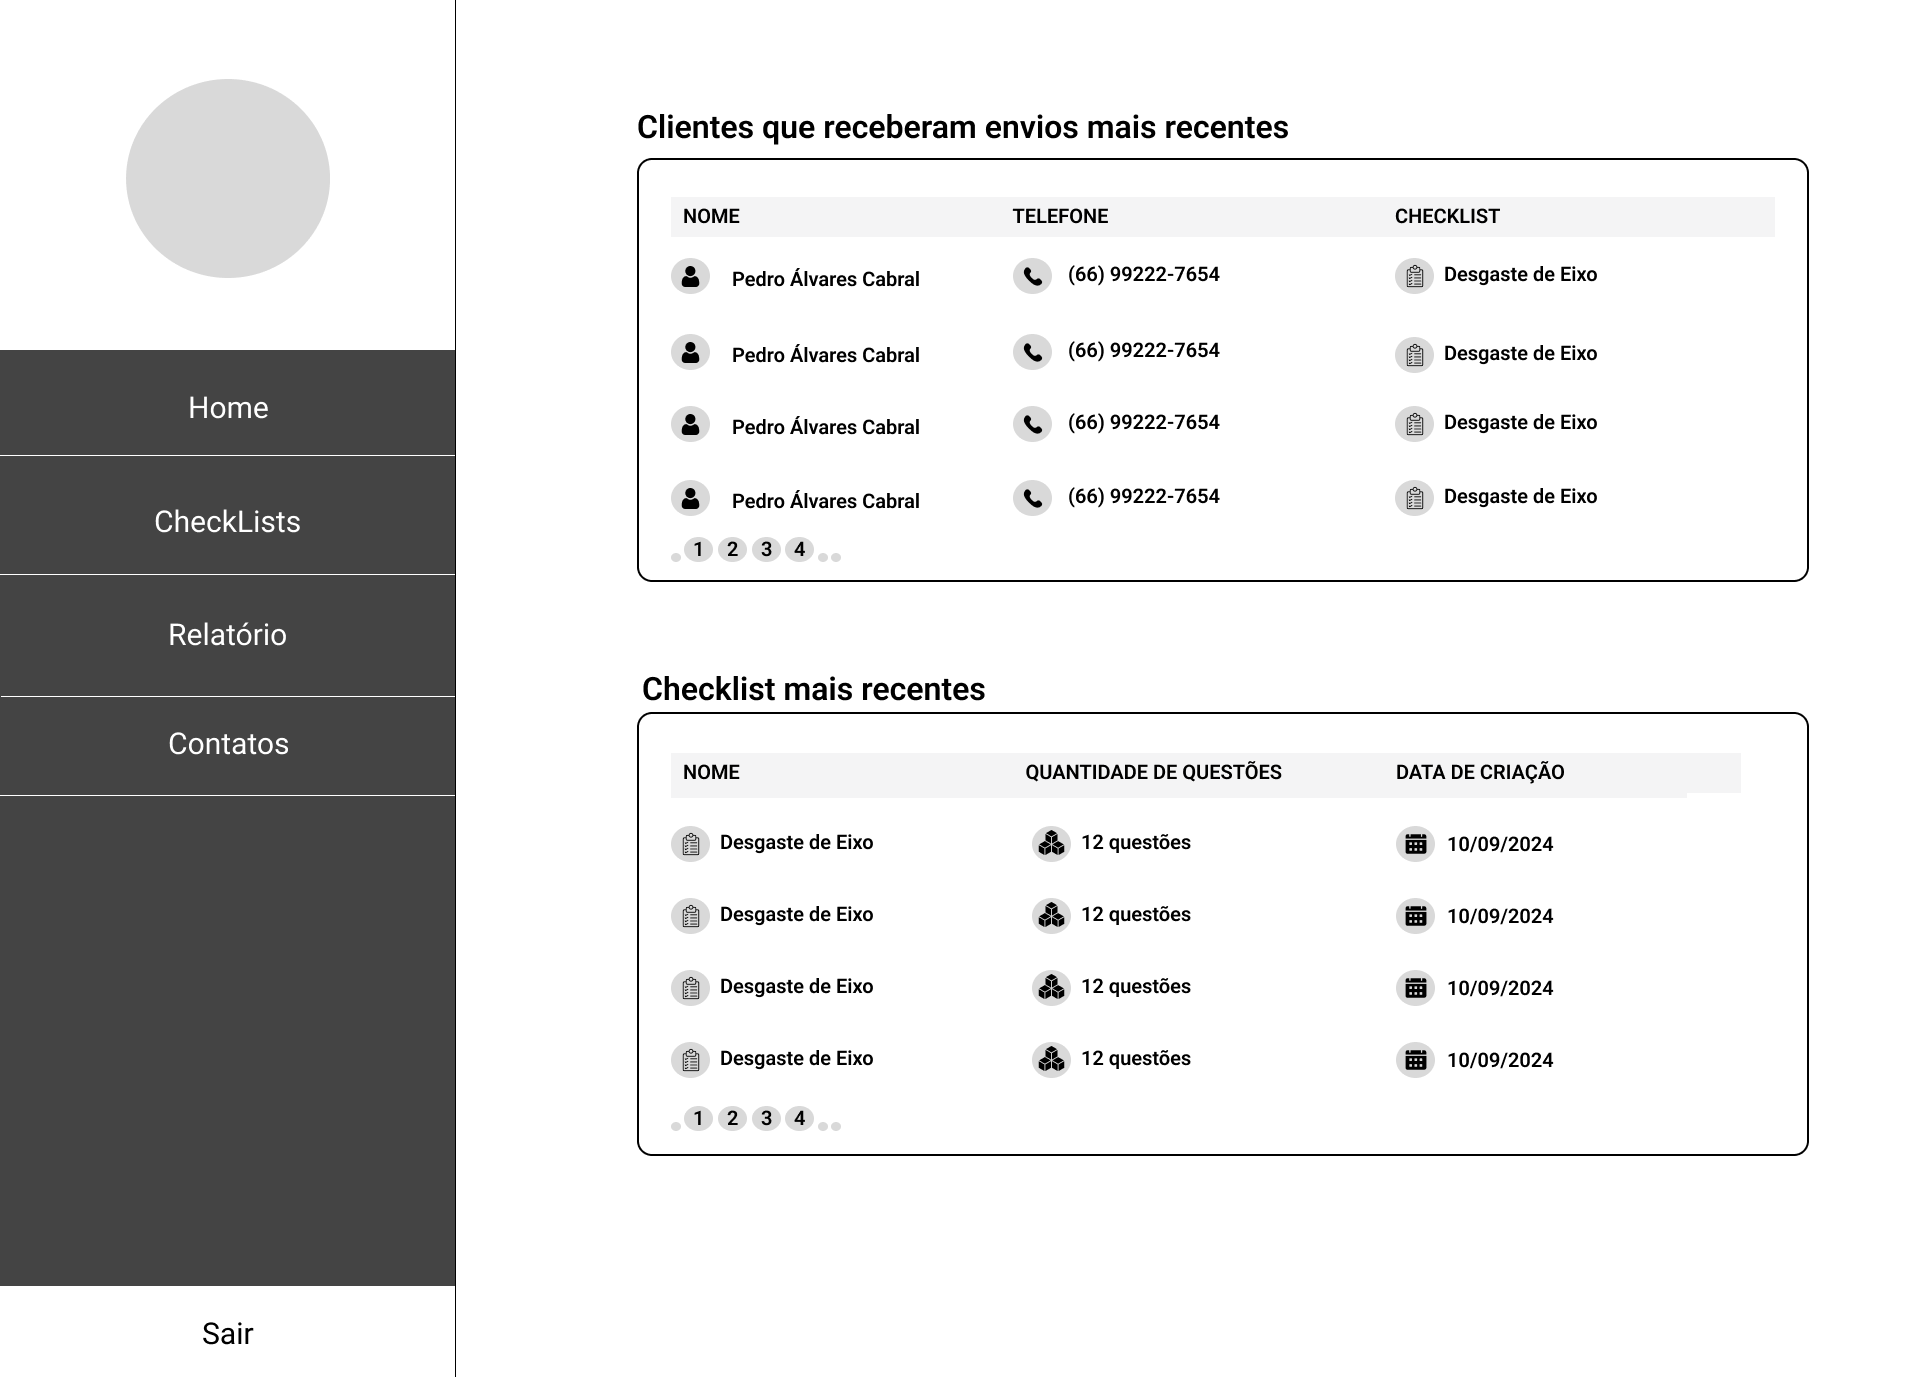 Home
CheckLists
Relatório
Contatos
Sair
Clientes que receberam envios mais recentes
NOME TELEFONE CHECKLIST
Pedro Álvares Cabral (66) 99222-7654 Desgaste de Eixo
Pedro Álvares Cabral (66) 99222-7654 Desgaste de Eixo
Pedro Álvares Cabral (66) 99222-7654 Desgaste de Eixo
Pedro Álvares Cabral (66) 99222-7654 Desgaste de Eixo
1 2 3 4
Checklist mais recentes
NOME QUANTIDADE DE QUESTÕES DATA DE CRIAÇÃO
Desgaste de Eixo 12 questões 10/09/2024
Desgaste de Eixo 12 questões 10/09/2024
Desgaste de Eixo 12 questões 10/09/2024
Desgaste de Eixo 12 questões 10/09/2024
1 2 3 4